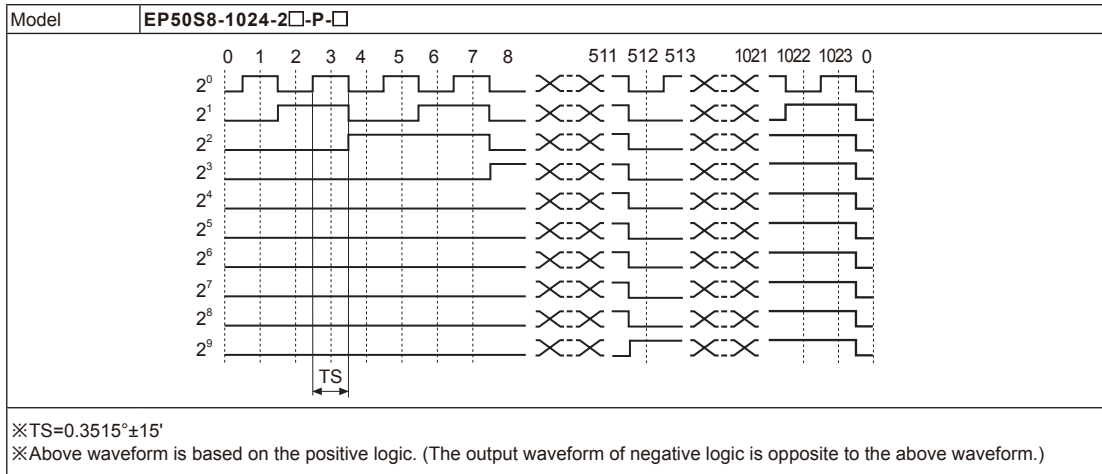 Model EP50S8-1024-2□-P-□
0 1 2 3 4 5 6 7 8 511 512 513 1021 1022 1023 0
2⁰
2¹
2²
2³
2⁴
2⁵
2⁶
2⁷
2⁸
2⁹
TS
※TS=0.3515°±15'
※Above waveform is based on the positive logic. (The output waveform of negative logic is opposite to the above waveform.)